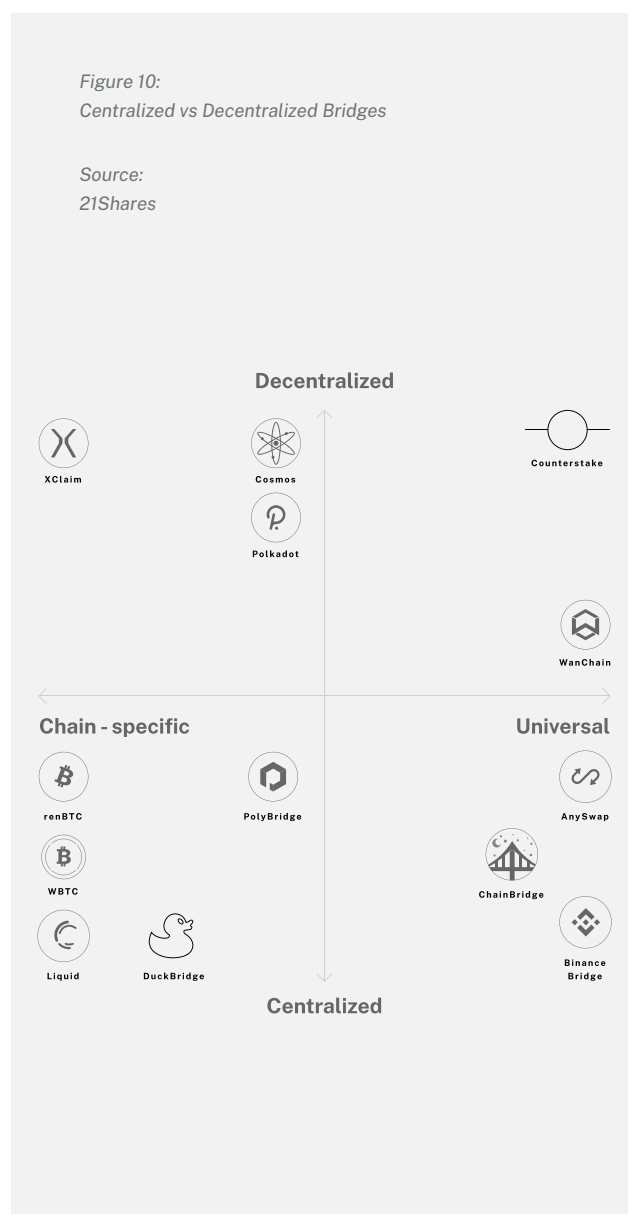 Figure 10:
Centralized vs Decentralized Bridges
Source:
21Shares
Decentralized
XClaim
Cosmos
Counterstake
Polkadot
WanChain
Chain - specific
Universal
renBTC
PolyBridge
AnySwap
WBTC
ChainBridge
Liquid
DuckBridge
Binance
Bridge
Centralized